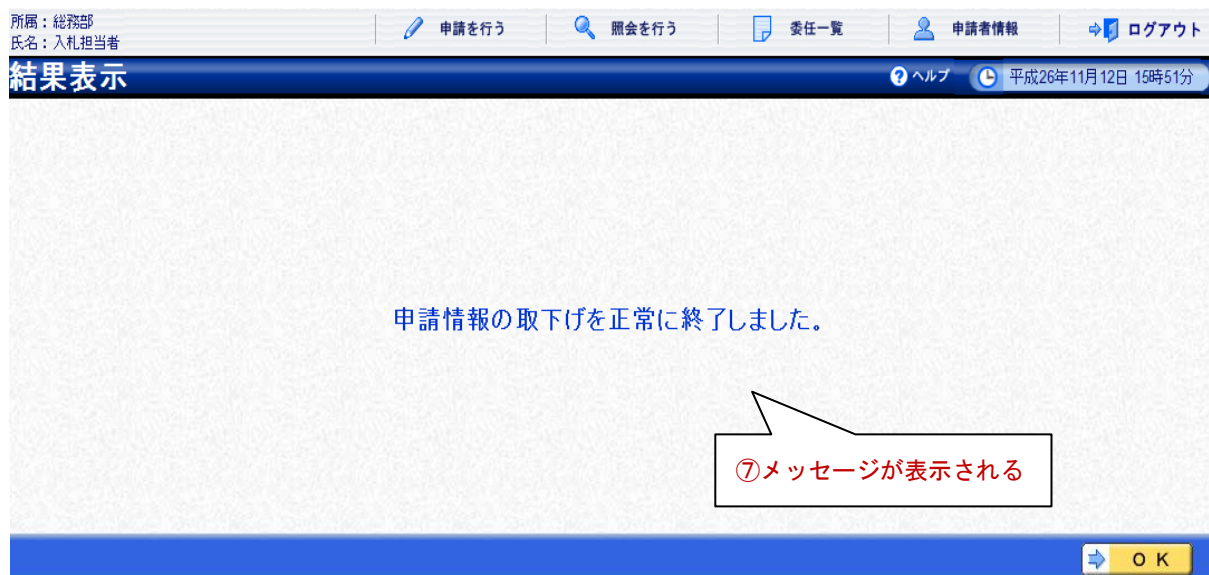 所属：総務部
氏名：入札担当者
申請を行う 照会を行う 委任一覧 申請者情報 ログアウト
結果表示
ヘルプ 平成26年11月12日 15時51分
申請情報の取下げを正常に終了しました。
⑦メッセージが表示される
ＯＫ